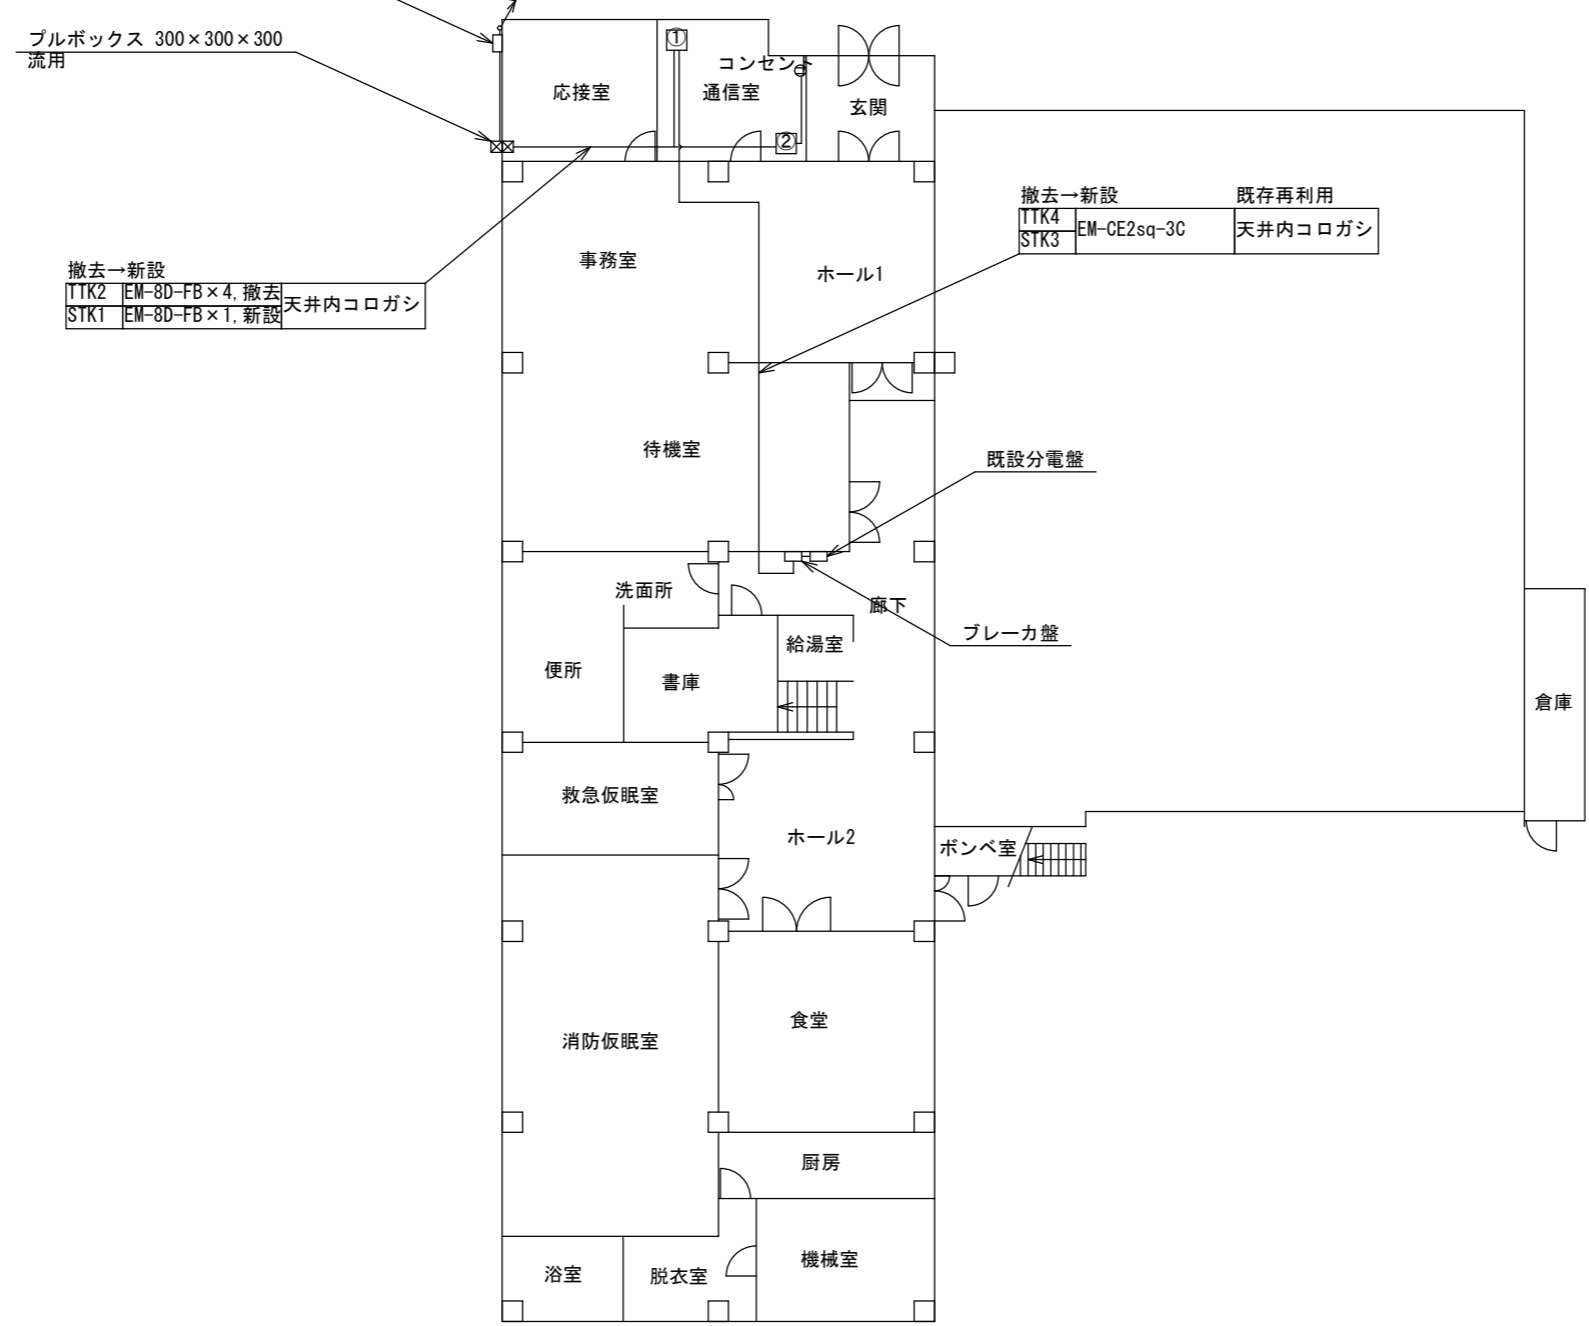 プルボックス 300×300×300
流用
①
コンセント
応接室
通信室
玄関
②
撤去→新設 既存再利用
TTK4
STK3
EM-CE2sq-3C
天井内コロガシ
事務室
ホール1
撤去→新設
TTK2 EM-8D-FB×4,撤去
STK1 EM-8D-FB×1,新設
天井内コロガシ
待機室
既設分電盤
洗面所
廊下
ブレーカ盤
給湯室
便所
書庫
倉庫
救急仮眠室
ホール2
ボンベ室
食堂
消防仮眠室
厨房
機械室
浴室
脱衣室